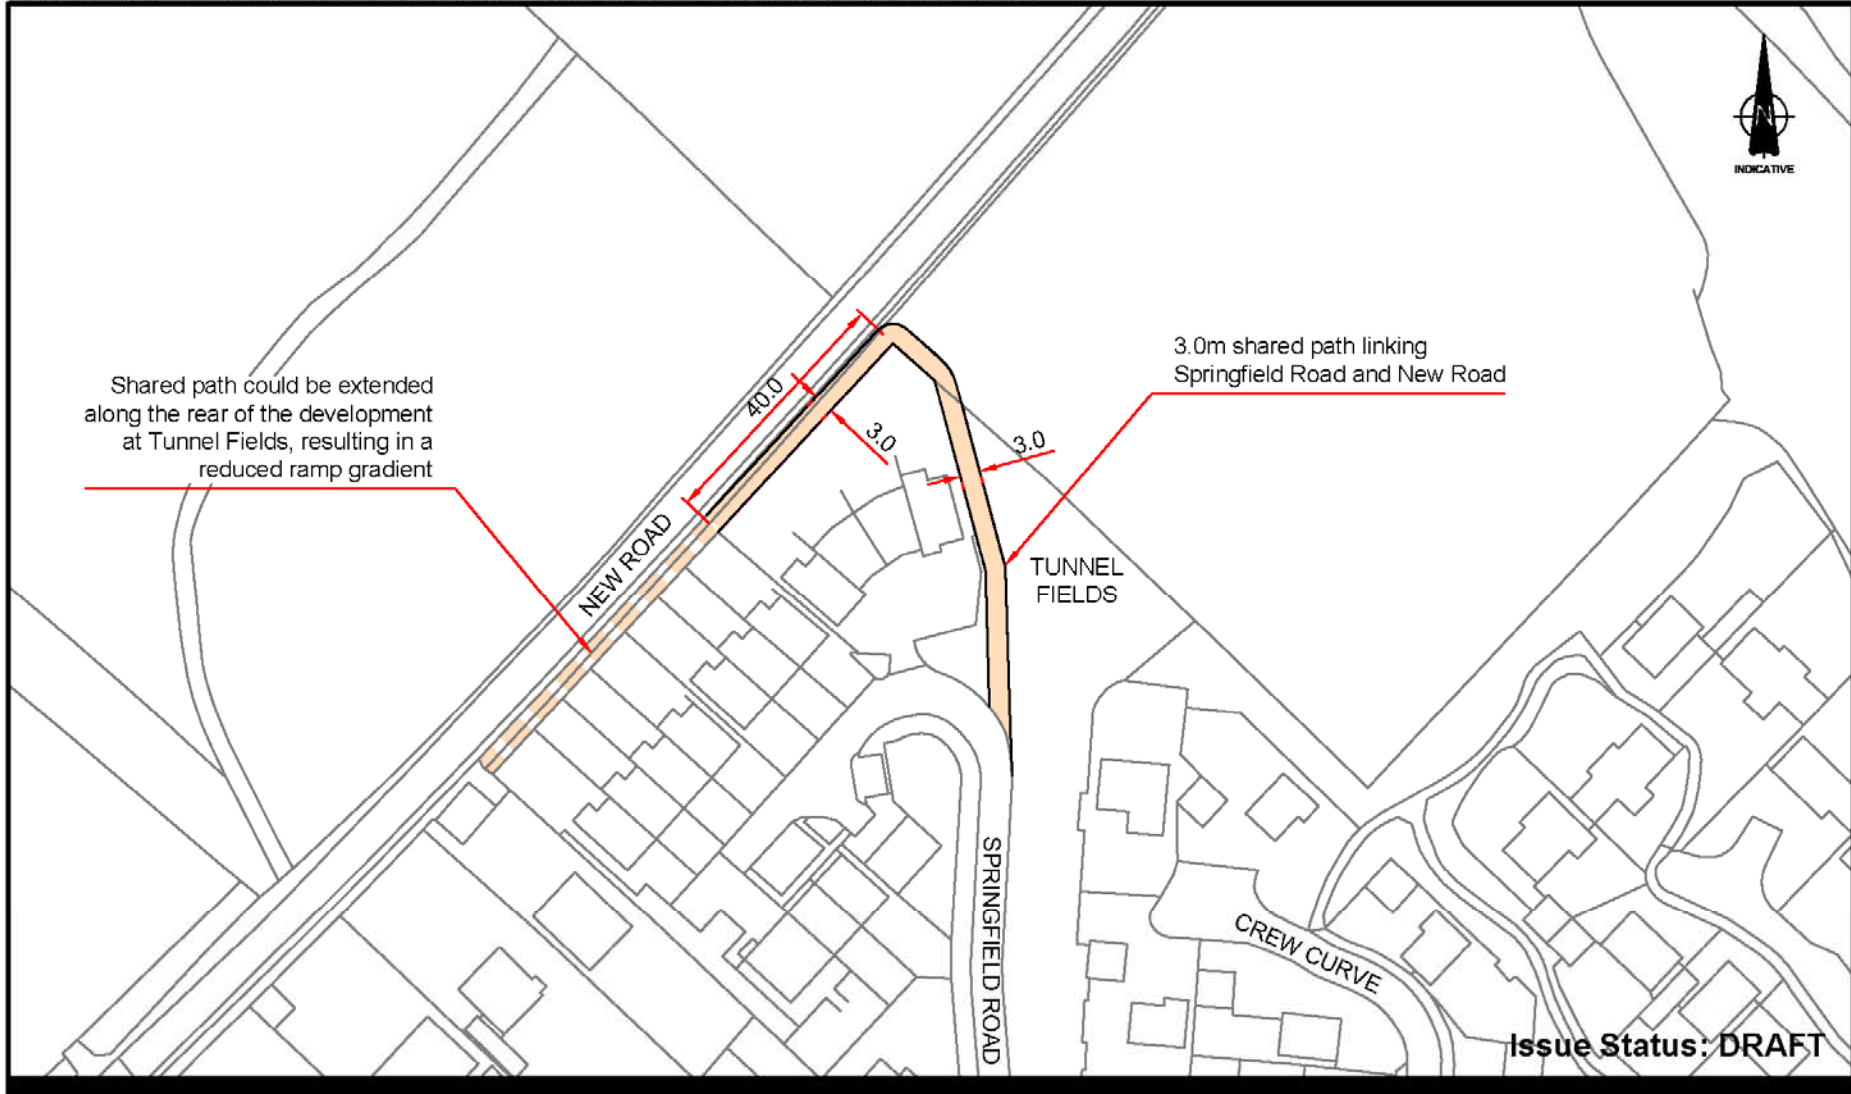 N
INDICATIVE
3.0m shared path linking
Springfield Road and New Road
Shared path could be extended
along the rear of the development
at Tunnel Fields, resulting in a
reduced ramp gradient
40.0
3.0
3.0
NEW ROAD
TUNNEL
FIELDS
SPRINGFIELD ROAD
CREW CURVE
Issue Status: DRAFT